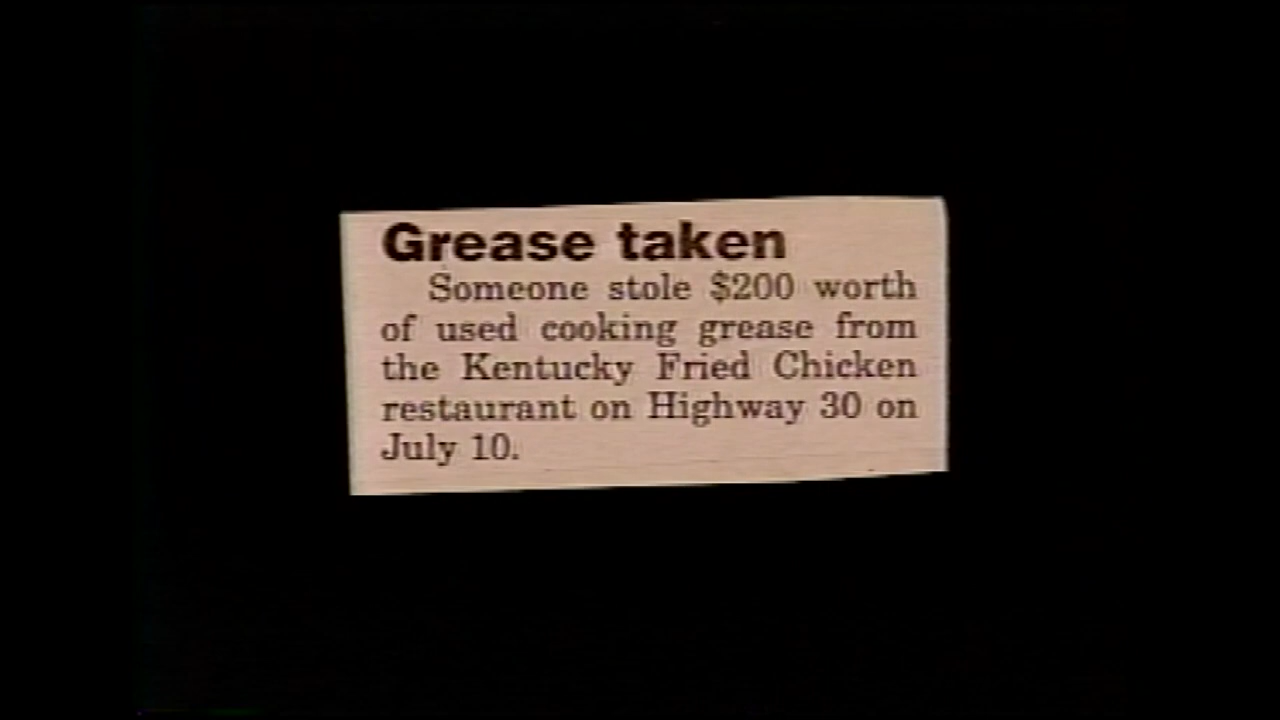 Grease taken
Someone stole $200 worth
of used cooking grease from
the Kentucky Fried Chicken
restaurant on Highway 30 on
July 10.